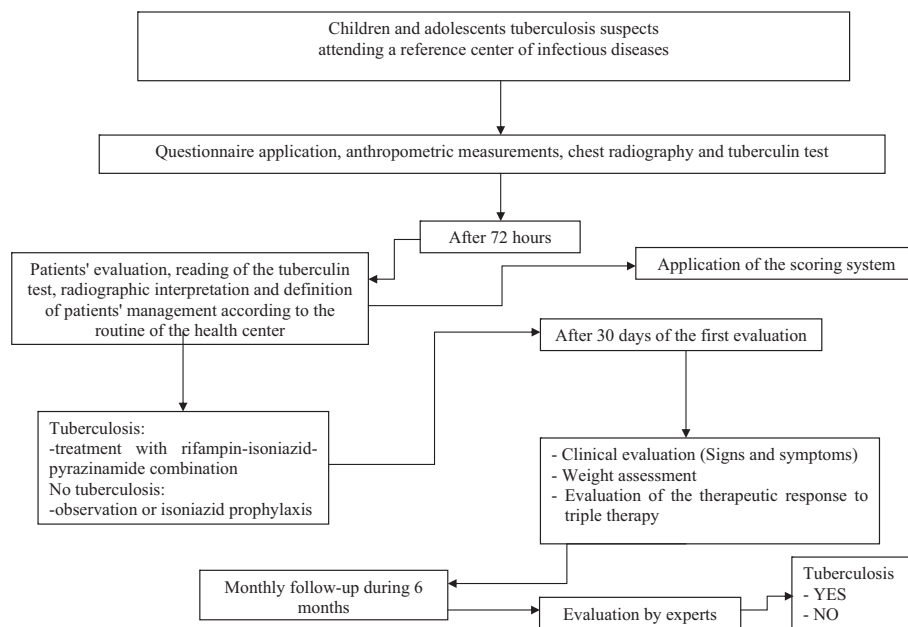 Children and adolescents tuberculosis suspects
attending a reference center of infectious diseases
Questionnaire application, anthropometric measurements, chest radiography and tuberculin test
After 72 hours
Patients' evaluation, reading of the tuberculin
test, radiographic interpretation and definition
of patients' management according to the
routine of the health center
Application of the scoring system
After 30 days of the first evaluation
Tuberculosis:
-treatment with rifampin-isoniazid-
pyrazinamide combination
No tuberculosis:
-observation or isoniazid prophylaxis
- Clinical evaluation (Signs and symptoms)
- Weight assessment
- Evaluation of the therapeutic response to
triple therapy
Monthly follow-up during 6
months
Evaluation by experts
Tuberculosis
- YES
- NO